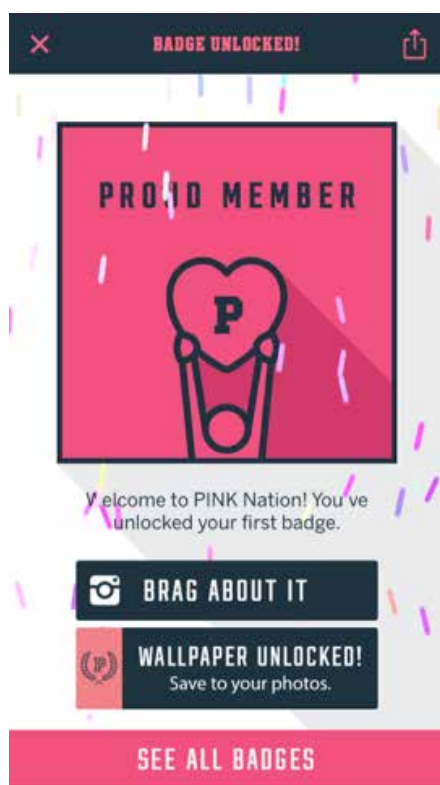 BADGE UNLOCKED!
PROUD MEMBER
P
Welcome to PINK Nation! You've
unlocked your first badge.
BRAG ABOUT IT
P
WALLPAPER UNLOCKED!
Save to your photos.
SEE ALL BADGES